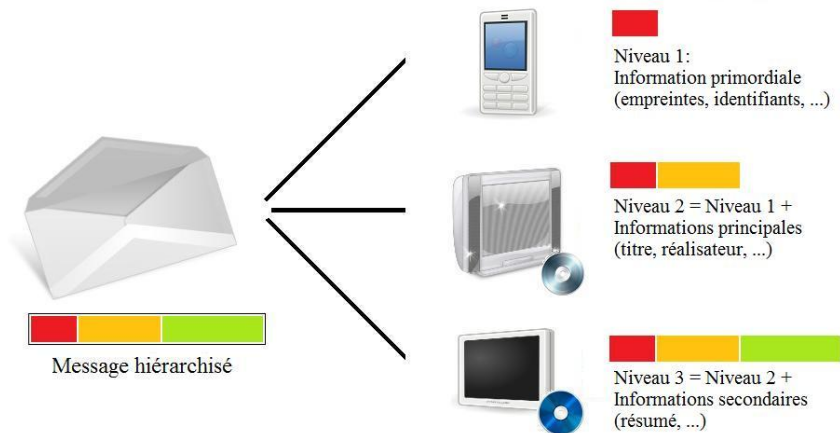 Niveau 1:
Information primordiale
(empreintes, identifiants, ...)
Niveau 2 = Niveau 1 +
Informations principales
(titre, réalisateur, ...)
Message hiérarchisé
Niveau 3 = Niveau 2 +
Informations secondaires
(résumé, ...)